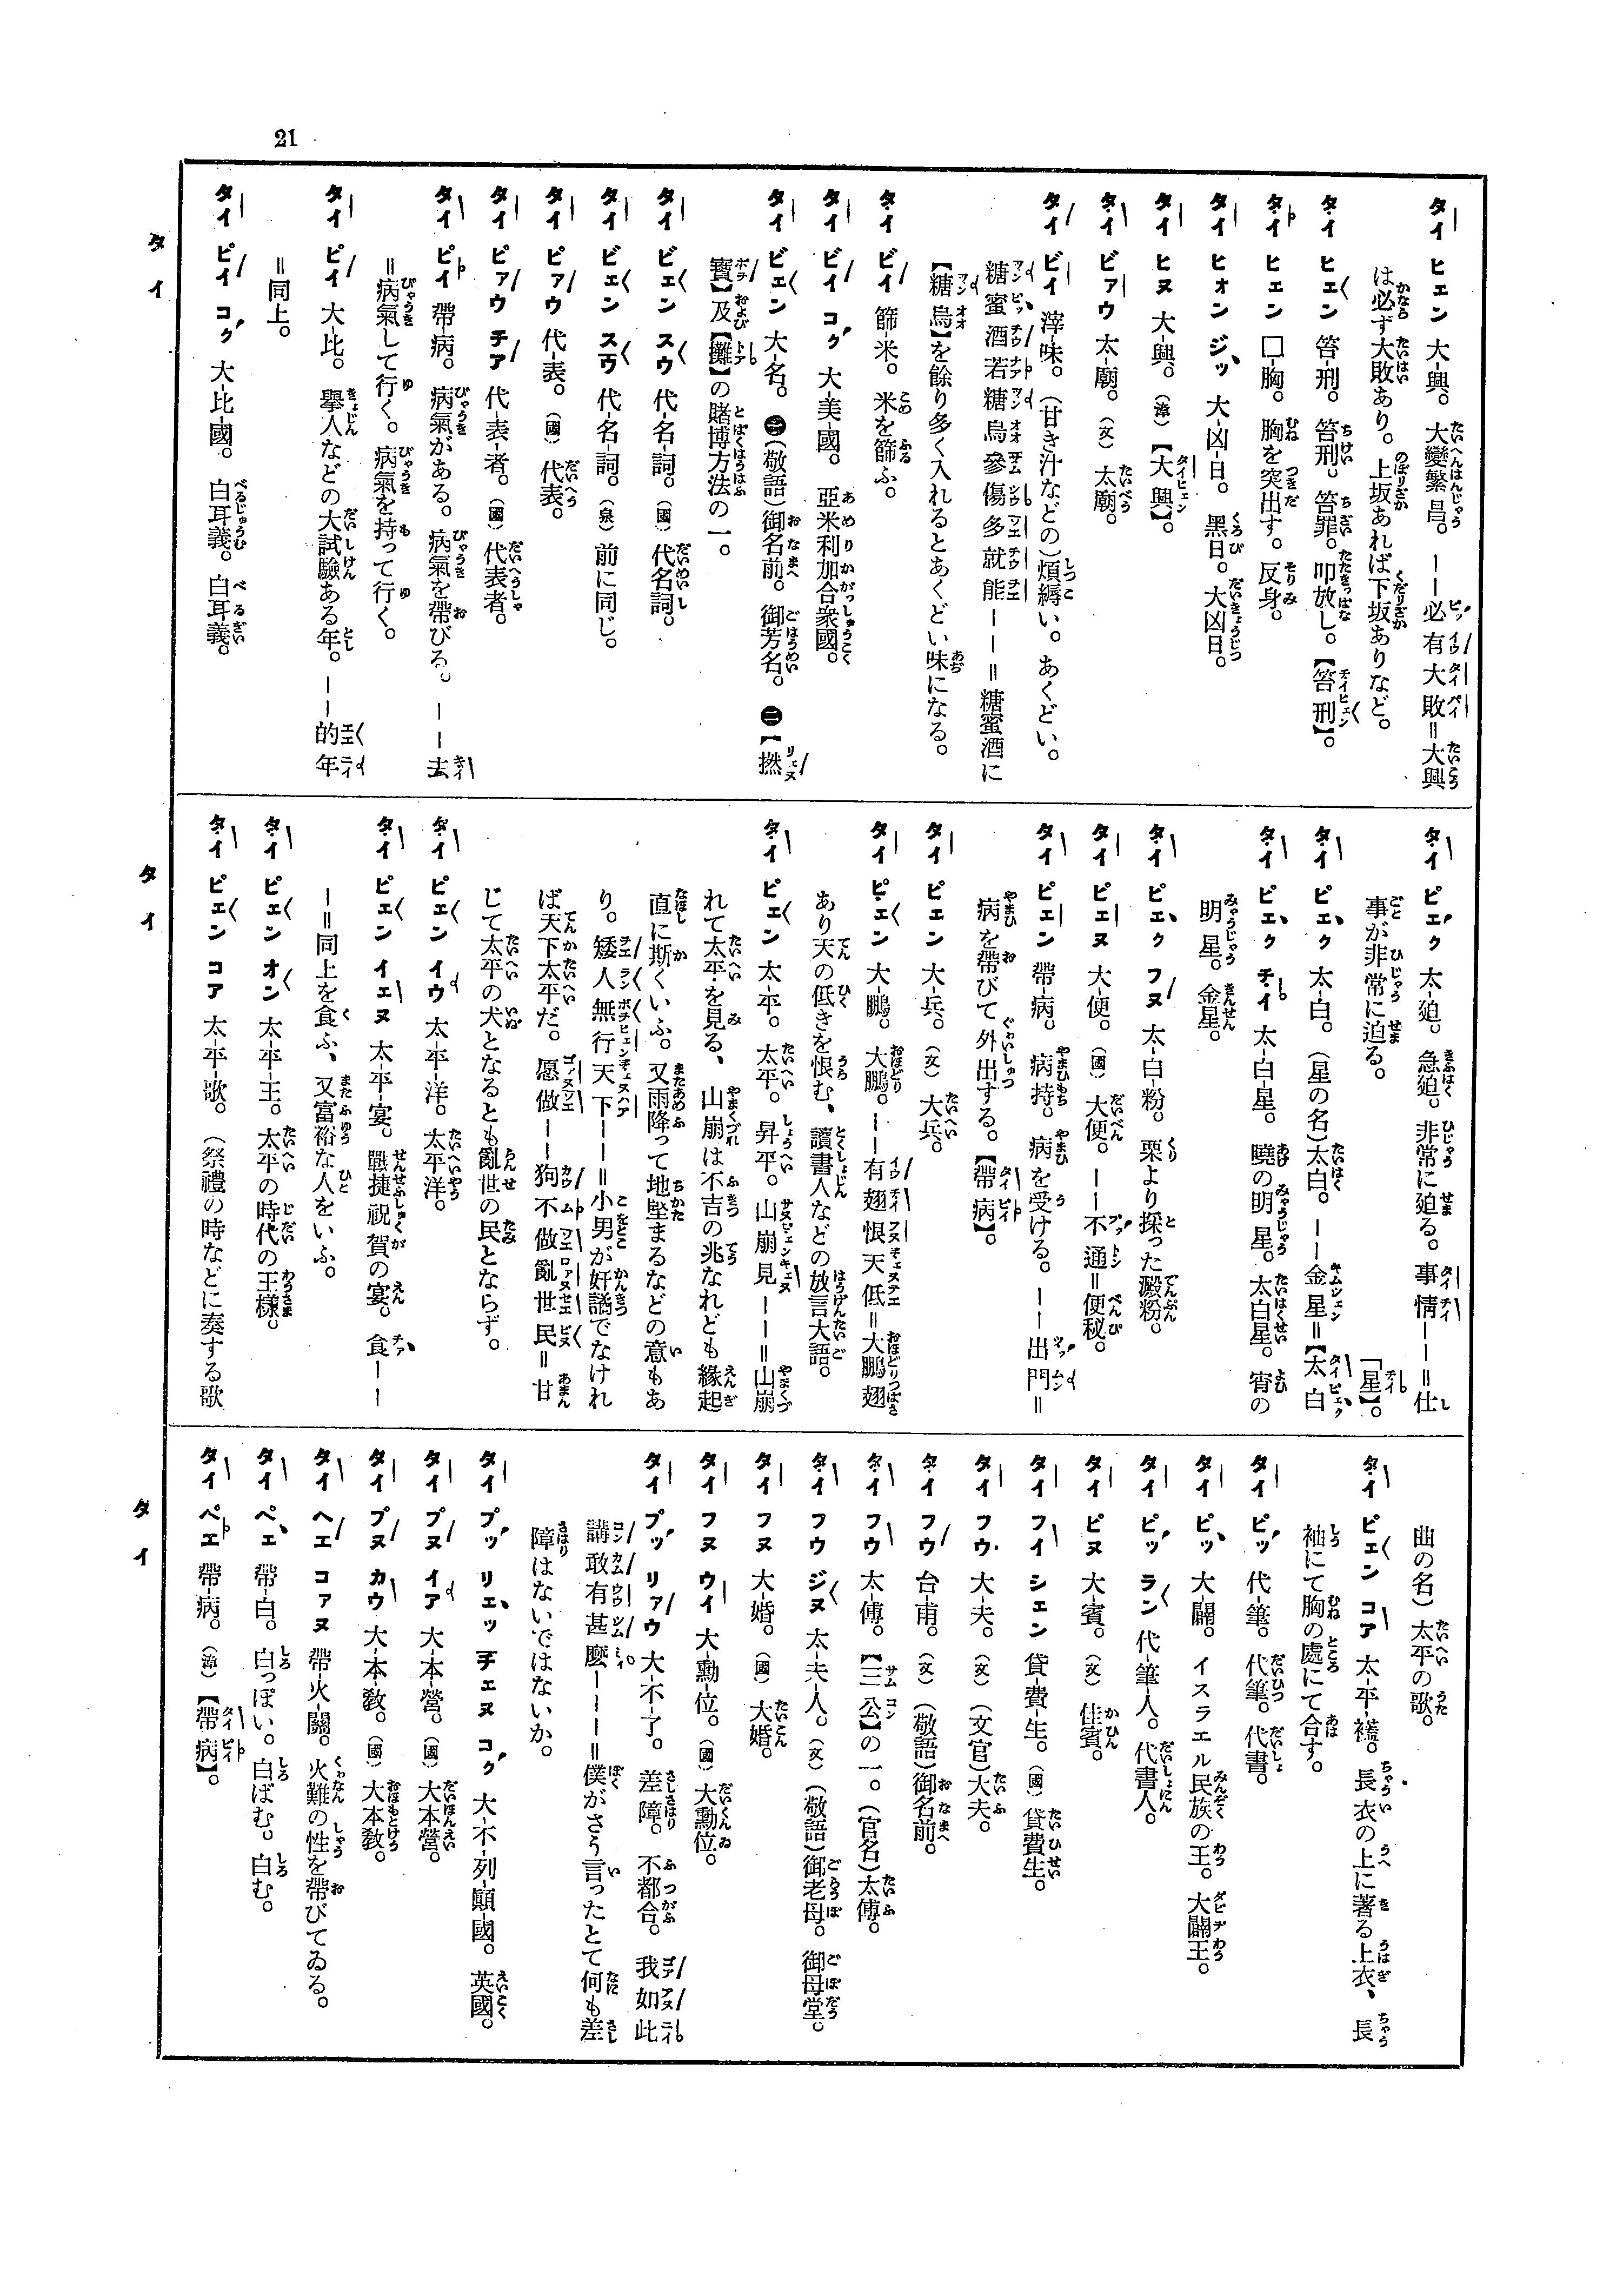 21
タイ ヒェン 大-興。大變繁昌。――必有大敗＝大興
は必ず大敗あり。上坂あれば下坂ありなど。
タイ ヒェン 笞-刑。笞刑。笞罪。叩放し。【笞刑】。
タイ ヒェン 囗-胸。胸を突出す。反身。
タイ ヒォン ジッ 大-凶-日。黑日。大凶日。
タイ ヒヌ 大-興。（漳）【大興】。
タイ ビァウ 太-廟。（文）太廟。
タイ ビイ 滓-味。（甘き汁などの）煩縟い。あくどい。
糖蜜酒若糖烏參傷多就能――＝糖蜜酒に
【糖烏】を餘り多く入れるとあくどい味になる。
タイ ビイ 篩-米。米を篩ふ。
タイ ビイ コク 大-美-國。亞米利加合衆國。
タイ ビェン 大-名。㊀（敬語）御名前。御芳名。㊁【撚
寶】及【攤】の賭博方法の一。
タイ ビェン スウ 代-名-詞。（國）代名詞。
タイ ビェン スウ 代-名-詞。（泉）前に同じ。
タイ ピァウ 代-表。（國）代表。
タイ ピァウ チア 代-表-者。（國）代表者。
タイ ピイ 帶-病。病氣がある。病氣を帶びる。――去
＝病氣して行く。病氣を持って行く。
タイ ピイ 大-比。擧人などの大試驗ある年。――的年
＝同上。
タイ ピイ コク 大-比-國。白耳義。白耳義。
タイ
タイ ピェク 太-迫。急迫。非常に迫る。事情――＝仕
事が非常に迫る。
タイ ピェク 太-白。（星の名）太白。――金星＝【太白
星】。
タイ ピェク チイ 太-白-星。曉の明星。太白星。宵の
明星。金星。
タイ ピェク フヌ 太-白-粉。栗より採った澱粉。
タイ ピェヌ 大-便。（國）大便。――不通＝便秘。
タイ ピェン 帶-病。病持。病を受ける。――出門＝
病を帶びて外出する。【帶病】。
タイ ピェン 大-兵。（文）大兵。
タイ ピェン 大-鵬。大鵬。――有翅恨天低＝大鵬翅
あり天の低きを恨む、讀書人などの放言大語。
タイ ピェン 太-平。太平。昇平。山崩見――＝山崩
れて太平を見る、山崩は不吉の兆なれども緣起
直に斯くいふ。又雨降って地堅まるなどの意もあ
り。矮人無行天下――＝小男が奸譎でなけれ
ば天下太平だ。愿做――狗不做亂世民＝甘
じて太平の犬となるとも亂世の民とならず。
タイ ピェン イウ 太-平-洋。太平洋。
タイ ピェン イェヌ 太-平-宴。戰捷祝賀の宴。食――
－＝同上を食ふ、又富裕な人をいふ。
タイ ピェン オン 太-平-王。太平の時代の王樣。
タイ ピェン コア 太-平-歌。（祭禮の時などに奏する歌
タイ
曲の名）太平の歌。
タイ ピェン コア 太-平-褂。長衣の上に著る上衣、長
袖にて胸の處にて合す。
タイ ピッ 代-筆。代筆。代書。
タイ ピッ 大-闢。イスラエル民族の王。大闢王。
タイ ピッ ラン 代-筆-人。代書人。
タイ ピヌ 大-賓。（文）佳賓。
タイ フイ シェン 貸-費-生。（國）貸費生。
タイ フウ 大-夫。（文）（文官）大夫。
タイ フウ 台-甫。（文）（敬語）御名前。
タイ フウ 太-傅。【三公】の一。（官名）太傅。
タイ フウ ジヌ 太-夫-人。（文）（敬語）御老母。御母堂。
タイ フヌ 大-婚。（國）大婚。
タイ フヌ ウイ 大-勳-位。（國）大勳位。
タイ プッ リァウ 大-不-了。差障。不都合。我如此
講敢有甚麽―――＝僕がさう言ったとて何も差
障はないではないか。
タイ プッ リェッ チェヌ コク 大-不-列-顛-國。英國。
タイ プヌ イア 大-本-營。（國）大本營。
タイ プヌ カウ 大-本-敎。（國）大本敎。
タイ ヘエ コァヌ 帶-火-關。火難の性を帶びてゐる。
タイ ペェ 帶-白。白っぽい。白ばむ。白む。
タイ ペエ 帶-病。（漳）【帶病】。
タイ